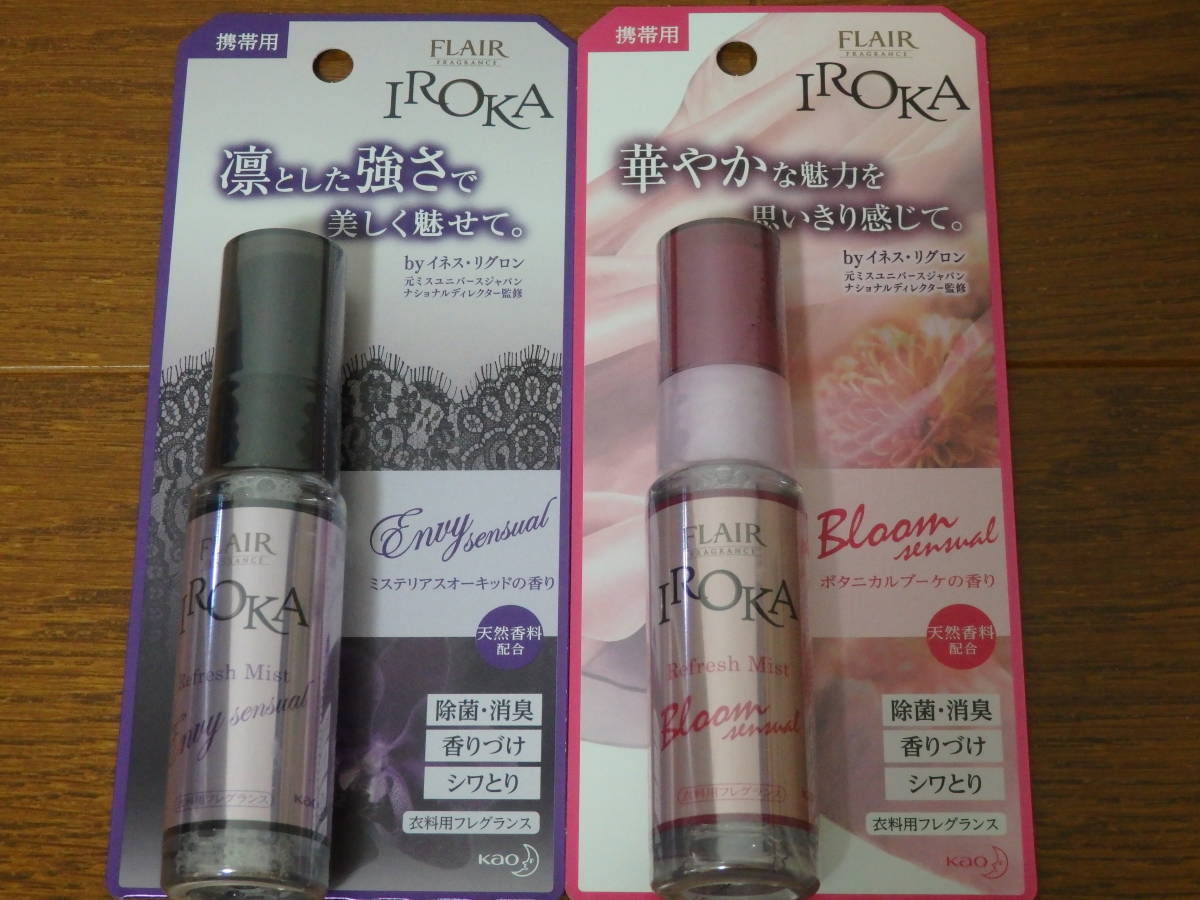 携帯用
FLAIR
FRAGRANCE
IROKA
凛とした強さで
美しく魅せて。
byイネス・リグロン
元ミスユニバースジャパン
ナショナルディレクター監修
Envy sensual
ミステリアスオーキッドの香り
天然香料
配合
除菌・消臭
香りづけ
シワとり
衣料用フレグランス
Kao
FLAIR
FRAGRANCE
IROKA
Refresh Mist
Envy sensual
衣料用フレグランス
Kao
携帯用
FLAIR
FRAGRANCE
IROKA
華やかな魅力を
思いきり感じて。
byイネス・リグロン
元ミスユニバースジャパン
ナショナルディレクター監修
Bloom
sensual
ボタニカルブーケの香り
天然香料
配合
除菌・消臭
香りづけ
シワとり
衣料用フレグランス
Kao
FLAIR
FRAGRANCE
IROKA
Refresh Mist
Bloom
sensual
衣料用フレグランス